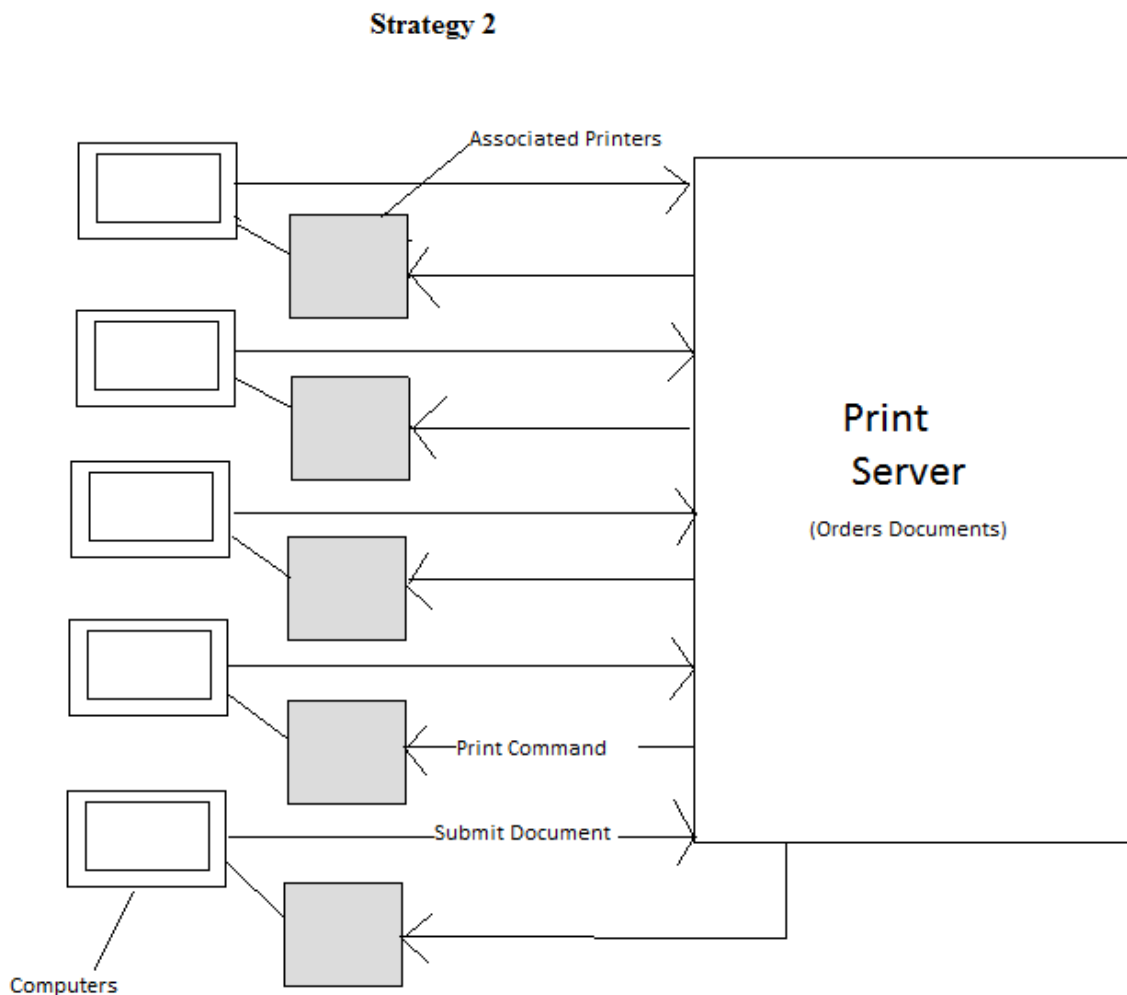 Strategy 2
Associated Printers
Print
Server
(Orders Documents)
Print Command
Submit Document
Computers